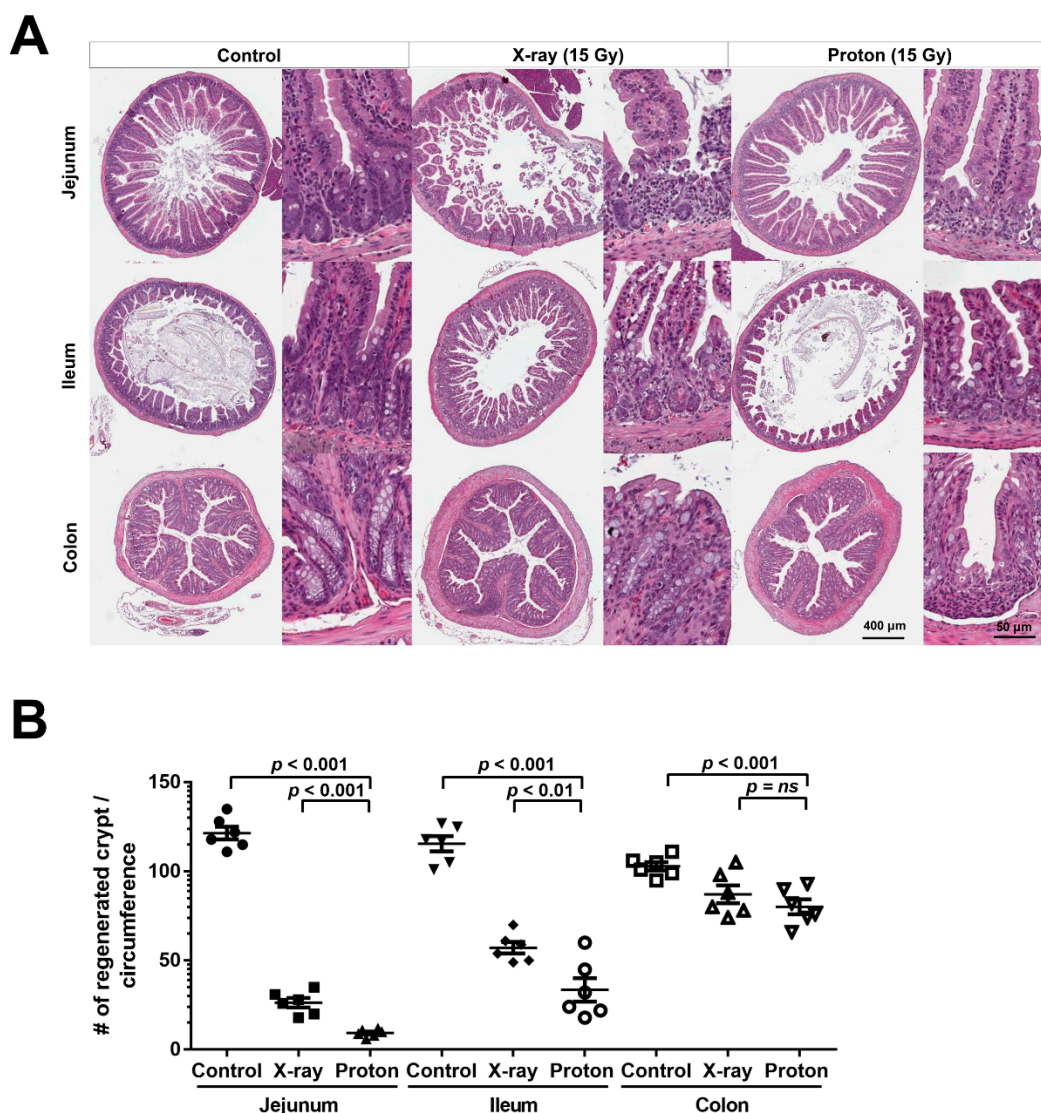 A
Control X-ray (15 Gy) Proton (15 Gy)
Jejunum
Ileum
Colon
400 µm 50 µm
B
p < 0.001 p < 0.001 p < 0.001
p < 0.001 p < 0.01 p = ns
# of regenerated crypt /
circumference
150
100
50
0
Control X-ray Proton Control X-ray Proton Control X-ray Proton
Jejunum Ileum Colon